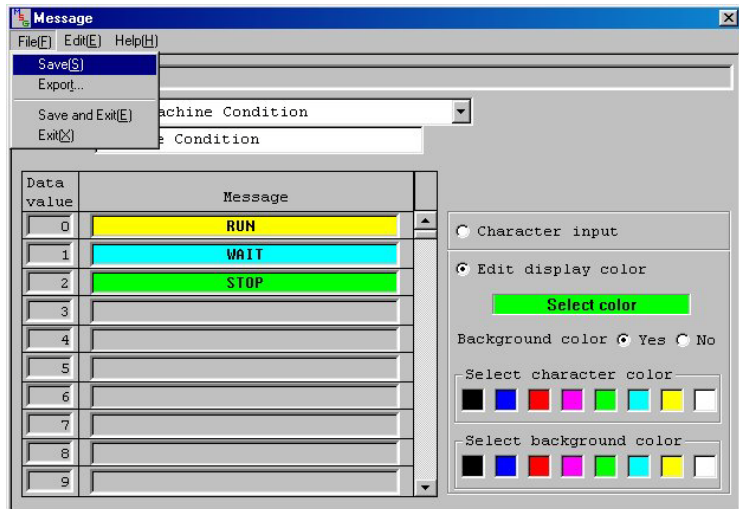 Message
File(F) Edit(E) Help(H)
Save(S)
Export...
Save and Exit(E)
Exit(X)
achine Condition
Condition
Data value
Message
0 RUN
1 WAIT
2 STOP
3
4
5
6
7
8
9
Character input
Edit display color
Select color
Background color Yes No
Select character color
Select background color